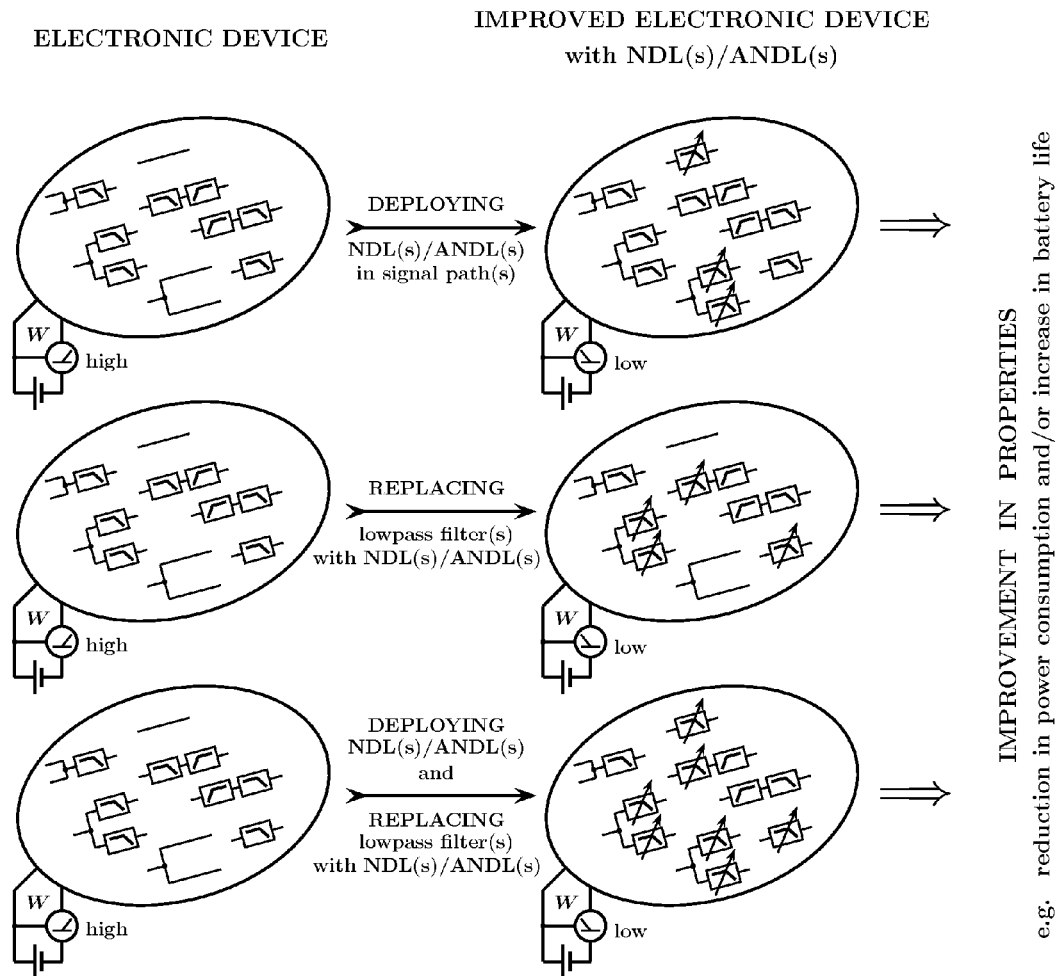 ELECTRONIC DEVICE
IMPROVED ELECTRONIC DEVICE
with NDL(s)/ANDL(s)
DEPLOYING
NDL(s)/ANDL(s)
in signal path(s)
W
high
W
low
REPLACING
lowpass filter(s)
with NDL(s)/ANDL(s)
W
high
W
low
DEPLOYING
NDL(s)/ANDL(s)
and
REPLACING
lowpass filter(s)
with NDL(s)/ANDL(s)
W
high
W
low
IMPROVEMENT IN PROPERTIES
e.g. reduction in power consumption and/or increase in battery life